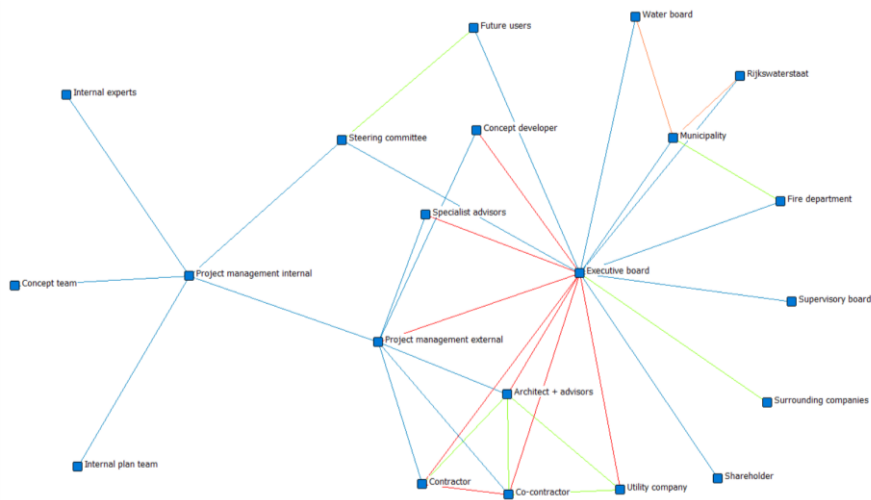 Water board
Future users
Rijkswaterstaat
Internal experts
Concept developer
Municipality
Steering committee
Fire department
Specialist advisors
Executive board
Project management internal
Concept team
Supervisory board
Project management external
Architect + advisors
Surrounding companies
Internal plan team
Shareholder
Contractor
Utility company
Co-contractor